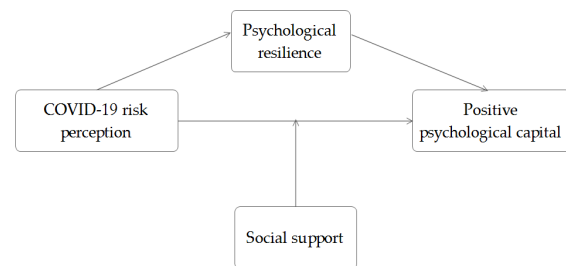 Psychological
resilience
COVID-19 risk
perception
Positive
psychological capital
Social support